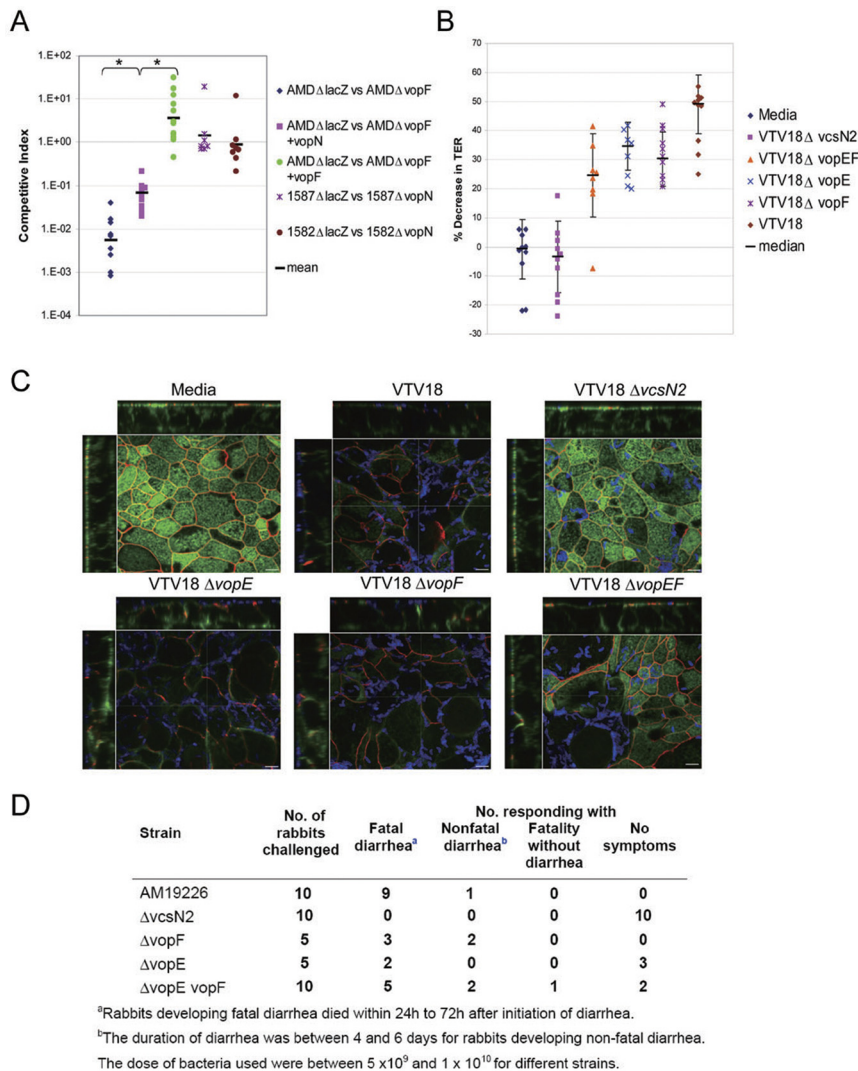 A
1.E+02
1.E+01
1.E+00
1.E-01
1.E-02
1.E-03
1.E-04
Competitive Index
*
*
AMDΔlacZ vs AMDΔvopF
AMDΔlacZ vs AMDΔvopF
+vopN
AMDΔlacZ vs AMDΔvopF
+vopF
1587ΔlacZ vs 1587ΔvopN
1582ΔlacZ vs 1582ΔvopN
mean
B
70
60
50
40
30
20
10
0
-10
-20
-30
% Decrease in TER
Media
VTV18Δ vcsN2
VTV18Δ vopEF
VTV18Δ vopE
VTV18Δ vopF
VTV18
median
C
Media
VTV18
VTV18 ΔvcsN2
VTV18 ΔvopE
VTV18 ΔvopF
VTV18 ΔvopEF
D
No. responding with
Strain
No. of
rabbits
challenged
Fatal
diarrheaᵃ
Nonfatal
diarrheaᵇ
Fatality
without
diarrhea
No
symptoms
AM19226 10 9 1 0 0
ΔvcsN2 10 0 0 0 10
ΔvopF 5 3 2 0 0
ΔvopE 5 2 0 0 3
ΔvopE vopF 10 5 2 1 2
ᵃRabbits developing fatal diarrhea died within 24h to 72h after initiation of diarrhea.
ᵇThe duration of diarrhea was between 4 and 6 days for rabbits developing non-fatal diarrhea.
The dose of bacteria used were between 5 x10⁹ and 1 x 10¹⁰ for different strains.